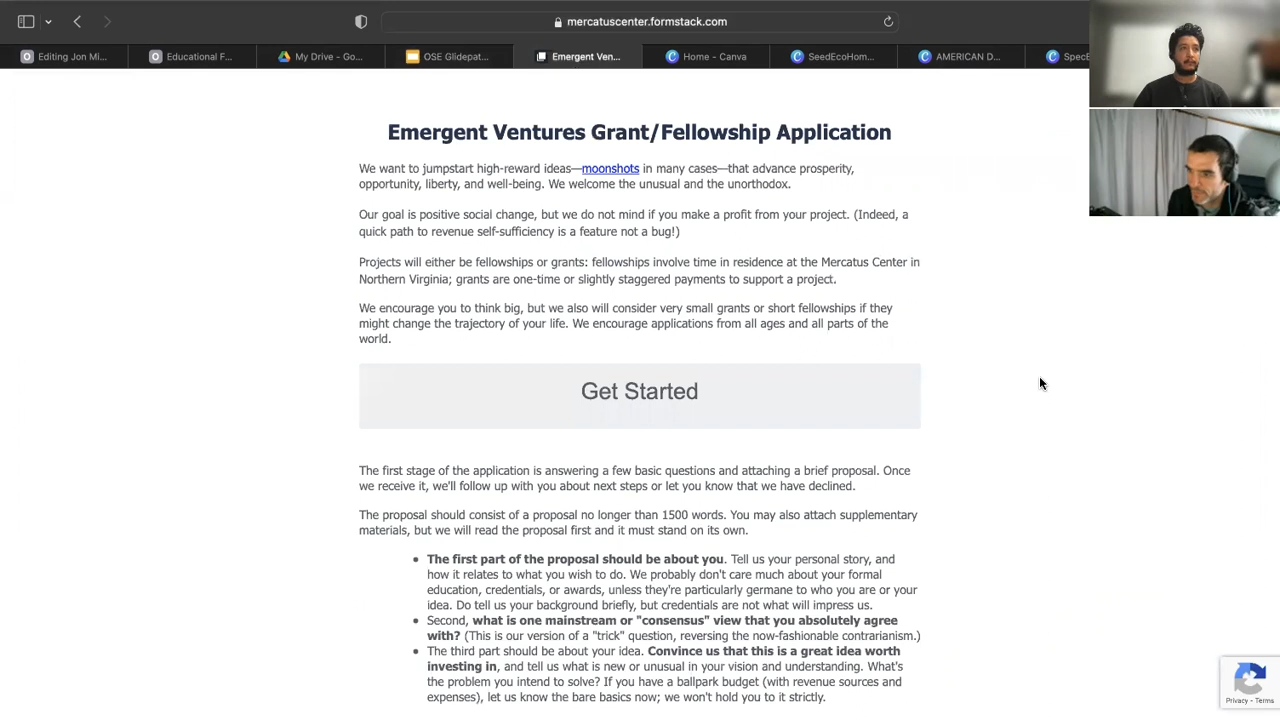 mercatuscenter.formstack.com
Editing Jon Mi...
Educational F...
My Drive - Go...
OSE Glidepat...
Emergent Ven...
Home - Canva
SeedEcoHom...
AMERICAN D...
SpecE
Emergent Ventures Grant/Fellowship Application
We want to jumpstart high-reward ideas—moonshots in many cases—that advance prosperity,
opportunity, liberty, and well-being. We welcome the unusual and the unorthodox.
Our goal is positive social change, but we do not mind if you make a profit from your project. (Indeed, a
quick path to revenue self-sufficiency is a feature not a bug!)
Projects will either be fellowships or grants: fellowships involve time in residence at the Mercatus Center in
Northern Virginia; grants are one-time or slightly staggered payments to support a project.
We encourage you to think big, but we also will consider very small grants or short fellowships if they
might change the trajectory of your life. We encourage applications from all ages and all parts of the
world.
Get Started
The first stage of the application is answering a few basic questions and attaching a brief proposal. Once
we receive it, we'll follow up with you about next steps or let you know that we have declined.
The proposal should consist of a proposal no longer than 1500 words. You may also attach supplementary
materials, but we will read the proposal first and it must stand on its own.
• The first part of the proposal should be about you. Tell us your personal story, and
how it relates to what you wish to do. We probably don't care much about your formal
education, credentials, or awards, unless they're particularly germane to who you are or your
idea. Do tell us your background briefly, but credentials are not what will impress us.
• Second, what is one mainstream or "consensus" view that you absolutely agree
with? (This is our version of a "trick" question, reversing the now-fashionable contrarianism.)
• The third part should be about your idea. Convince us that this is a great idea worth
investing in, and tell us what is new or unusual in your vision and understanding. What's
the problem you intend to solve? If you have a ballpark budget (with revenue sources and
expenses), let us know the bare basics now; we won't hold you to it strictly.
Privacy - Terms